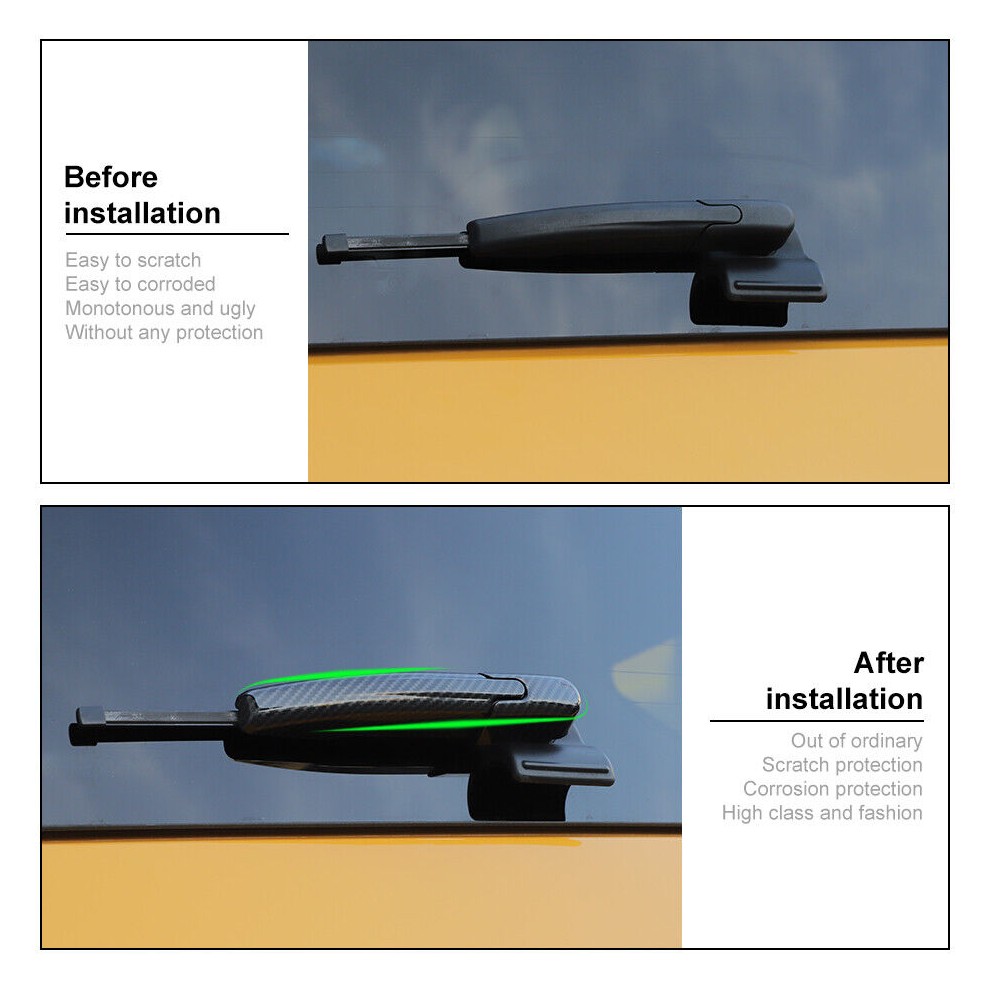 Before
installation
Easy to scratch
Easy to corroded
Monotonous and ugly
Without any protection
After
installation
Out of ordinary
Scratch protection
Corrosion protection
High class and fashion